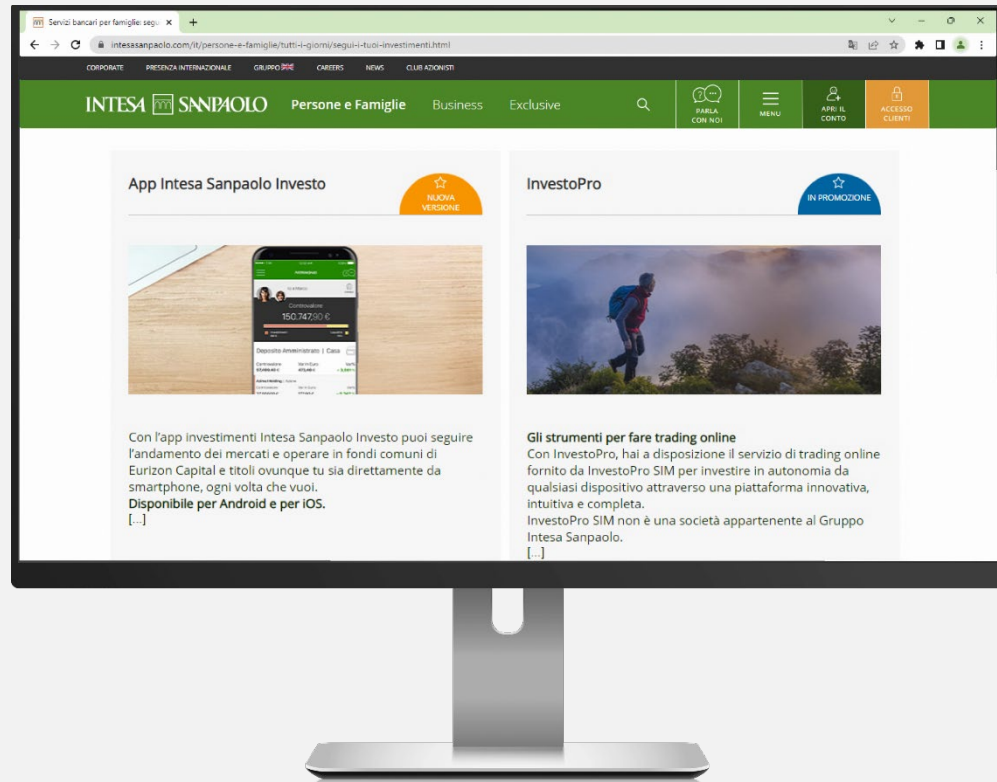 Servizi bancari per famiglie: segu
intesasanpaolo.com/it/persone-e-famiglie/tutti-i-giorni/segui-i-tuoi-investimenti.html
CORPORATE PRESENZA INTERNAZIONALE GRUPPO CAREERS NEWS CLUB AZIONISTI
INTESA SANPAOLO Persone e Famiglie Business Exclusive
PARLA
CON NOI
MENU
APRI IL
CONTO
ACCESSO
CLIENTI
App Intesa Sanpaolo Investo
NUOVA
VERSIONE
PATRIMONIO
Controvalore
150.747,90 €
Deposito Amministrato | Casa
Con l'app investimenti Intesa Sanpaolo Investo puoi seguire
l'andamento dei mercati e operare in fondi comuni di
Eurizon Capital e titoli ovunque tu sia direttamente da
smartphone, ogni volta che vuoi.
Disponibile per Android e per iOS.
[...]
InvestoPro
IN PROMOZIONE
Gli strumenti per fare trading online
Con InvestoPro, hai a disposizione il servizio di trading online
fornito da InvestoPro SIM per investire in autonomia da
qualsiasi dispositivo attraverso una piattaforma innovativa,
intuitiva e completa.
InvestoPro SIM non è una società appartenente al Gruppo
Intesa Sanpaolo.
[...]